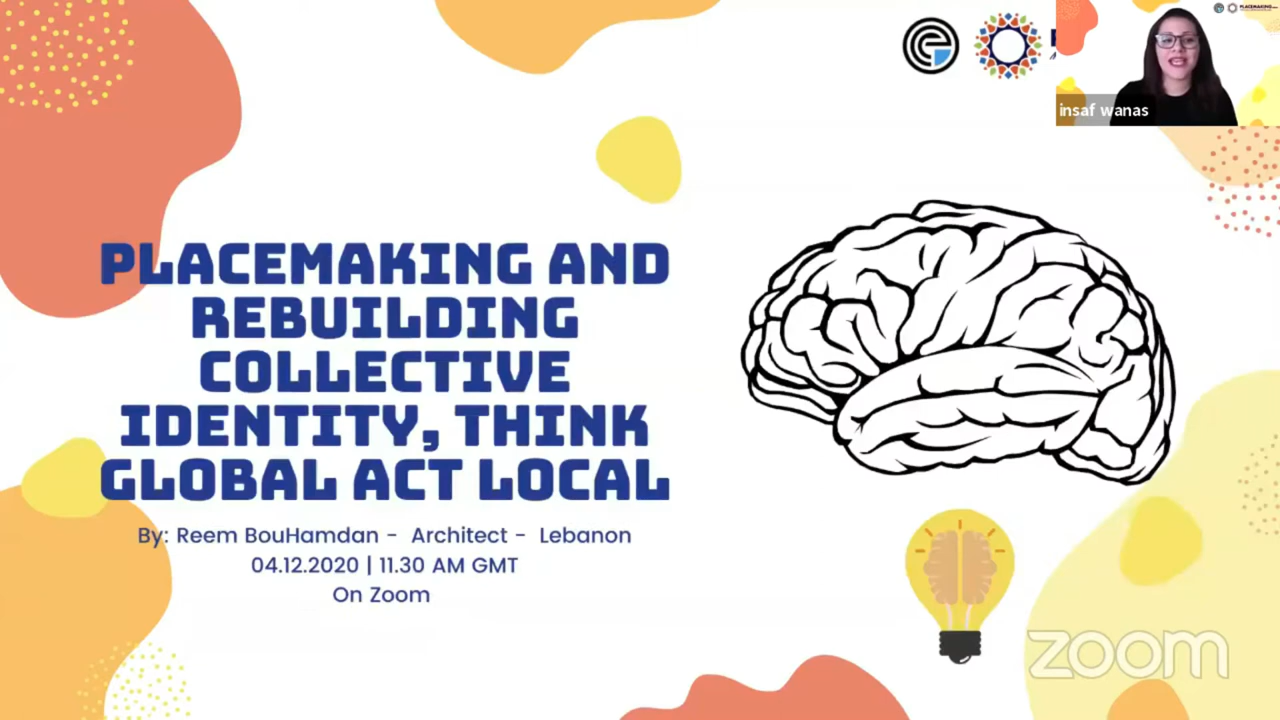 PLACEMAKING
insaf wanas
PLACEMAKING AND
REBUILDING
COLLECTIVE
IDENTITY, THINK
GLOBAL ACT LOCAL
By: Reem BouHamdan - Architect - Lebanon
04.12.2020 | 11.30 AM GMT
On Zoom
zoom